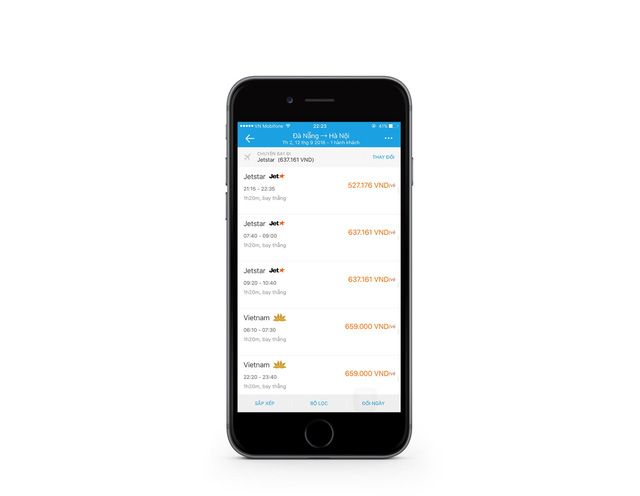 VN Mobifone 22:23 41%
Đà Nẵng → Hà Nội
Th 2, 12 thg 9 2016 - 1 hành khách
CHUYẾN BAY ĐI
Jetstar (637.161 VND) THAY ĐỔI
Jetstar Jet
21:15 - 22:35 527.176 VND/vé
1h20m, bay thẳng
Jetstar Jet
07:40 - 09:00 637.161 VND/vé
1h20m, bay thẳng
Jetstar Jet
09:20 - 10:40 637.161 VND/vé
1h20m, bay thẳng
Vietnam
06:10 - 07:30 659.000 VND/vé
1h20m, bay thẳng
Vietnam
22:20 - 23:40 659.000 VND/vé
1h20m, bay thẳng
SẮP XẾP BỘ LỌC ĐỔI NGÀY